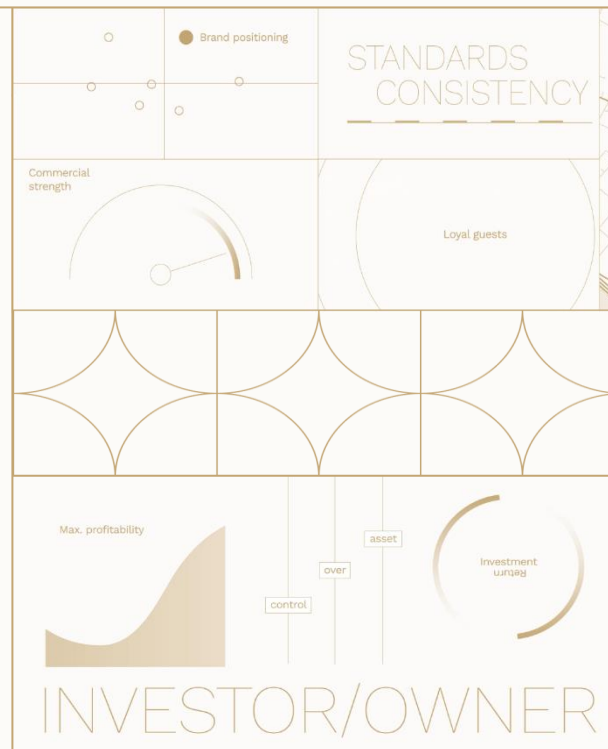 Brand positioning
STANDARDS
CONSISTENCY
Commercial
strength
Loyal guests
Max. profitability
asset
over
control
Investment
Return
INVESTOR/OWNER